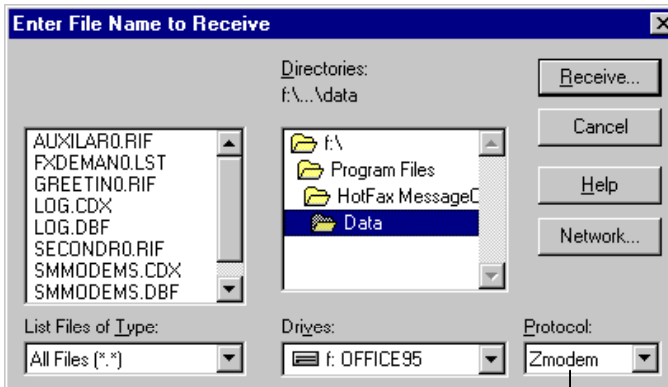 Enter File Name to Receive
Directories:
f:\...\data
AUXILAR0.RIF
FXDEMAN0.LST
GREETIN0.RIF
LOG.CDX
LOG.DBF
SECONDR0.RIF
SMMODEMS.CDX
SMMODEMS.DBF
f:\
Program Files
HotFax MessageC
Data
Receive...
Cancel
Help
Network...
List Files of Type:
All Files (*.*)
Drives:
f: OFFICE95
Protocol:
Zmodem